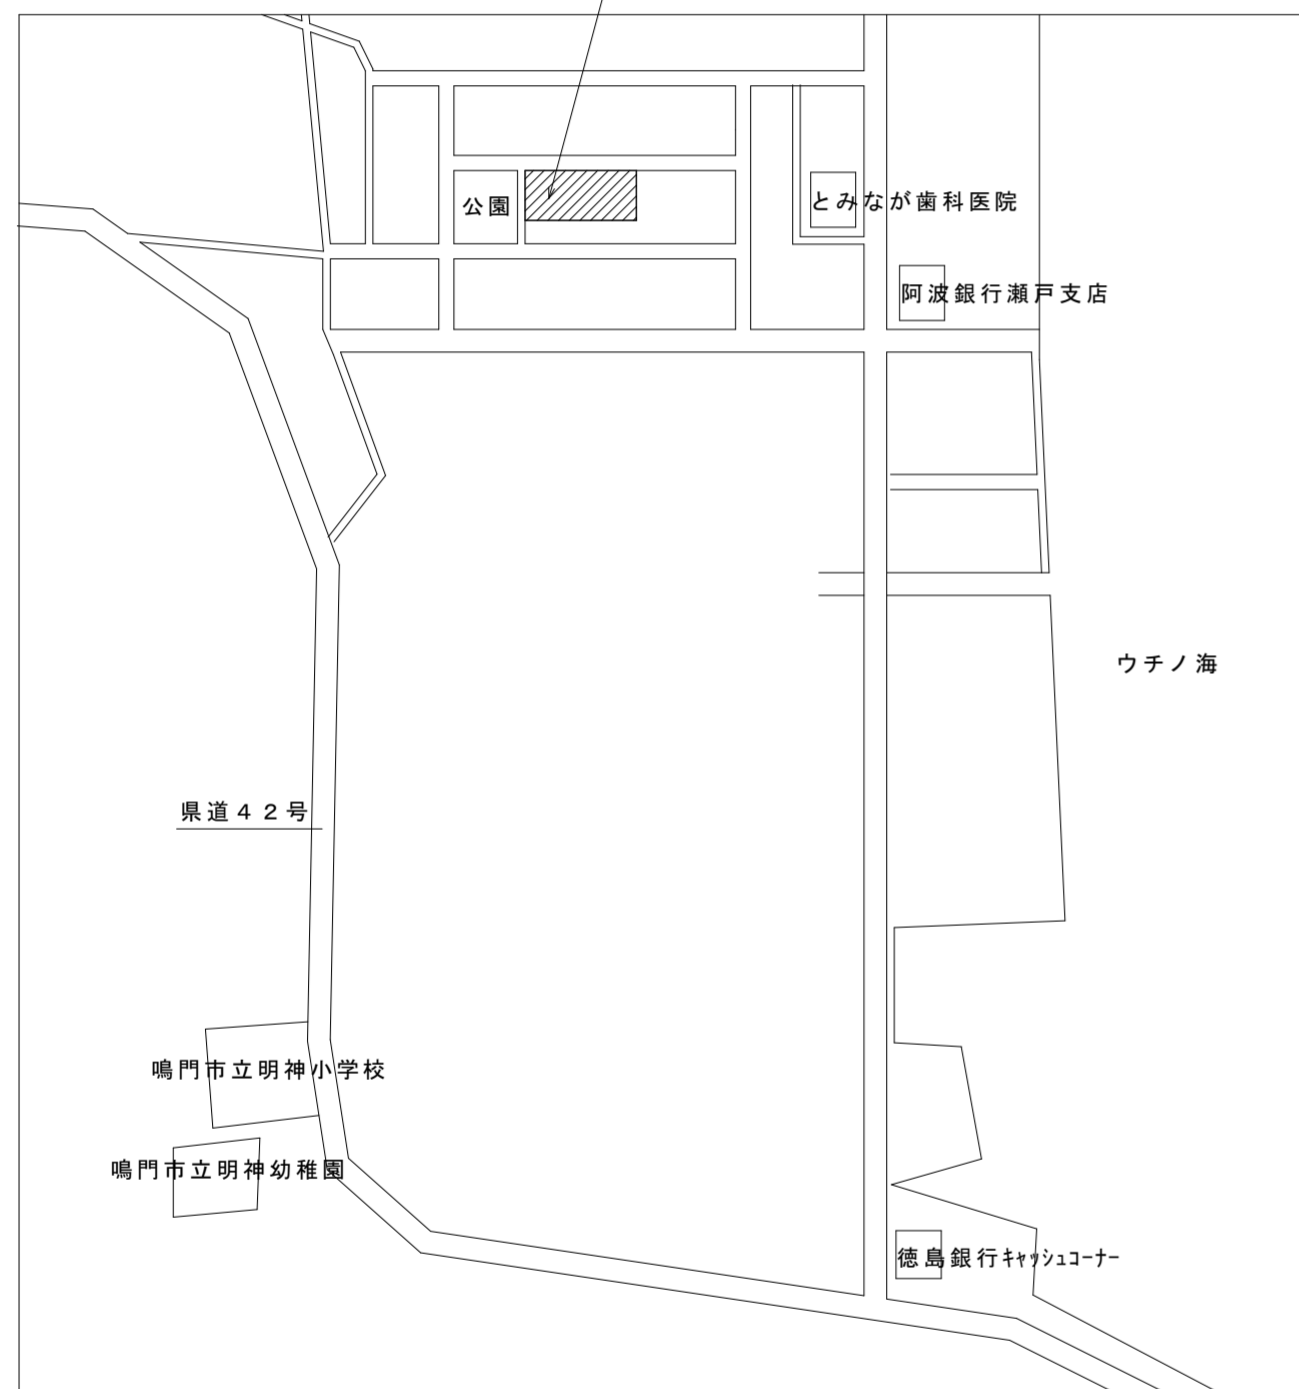 公園
とみなが歯科医院
阿波銀行瀬戸支店
ウチノ海
県道４２号
鳴門市立明神小学校
鳴門市立明神幼稚園
徳島銀行ｷｬｯｼｭｺｰﾅｰ